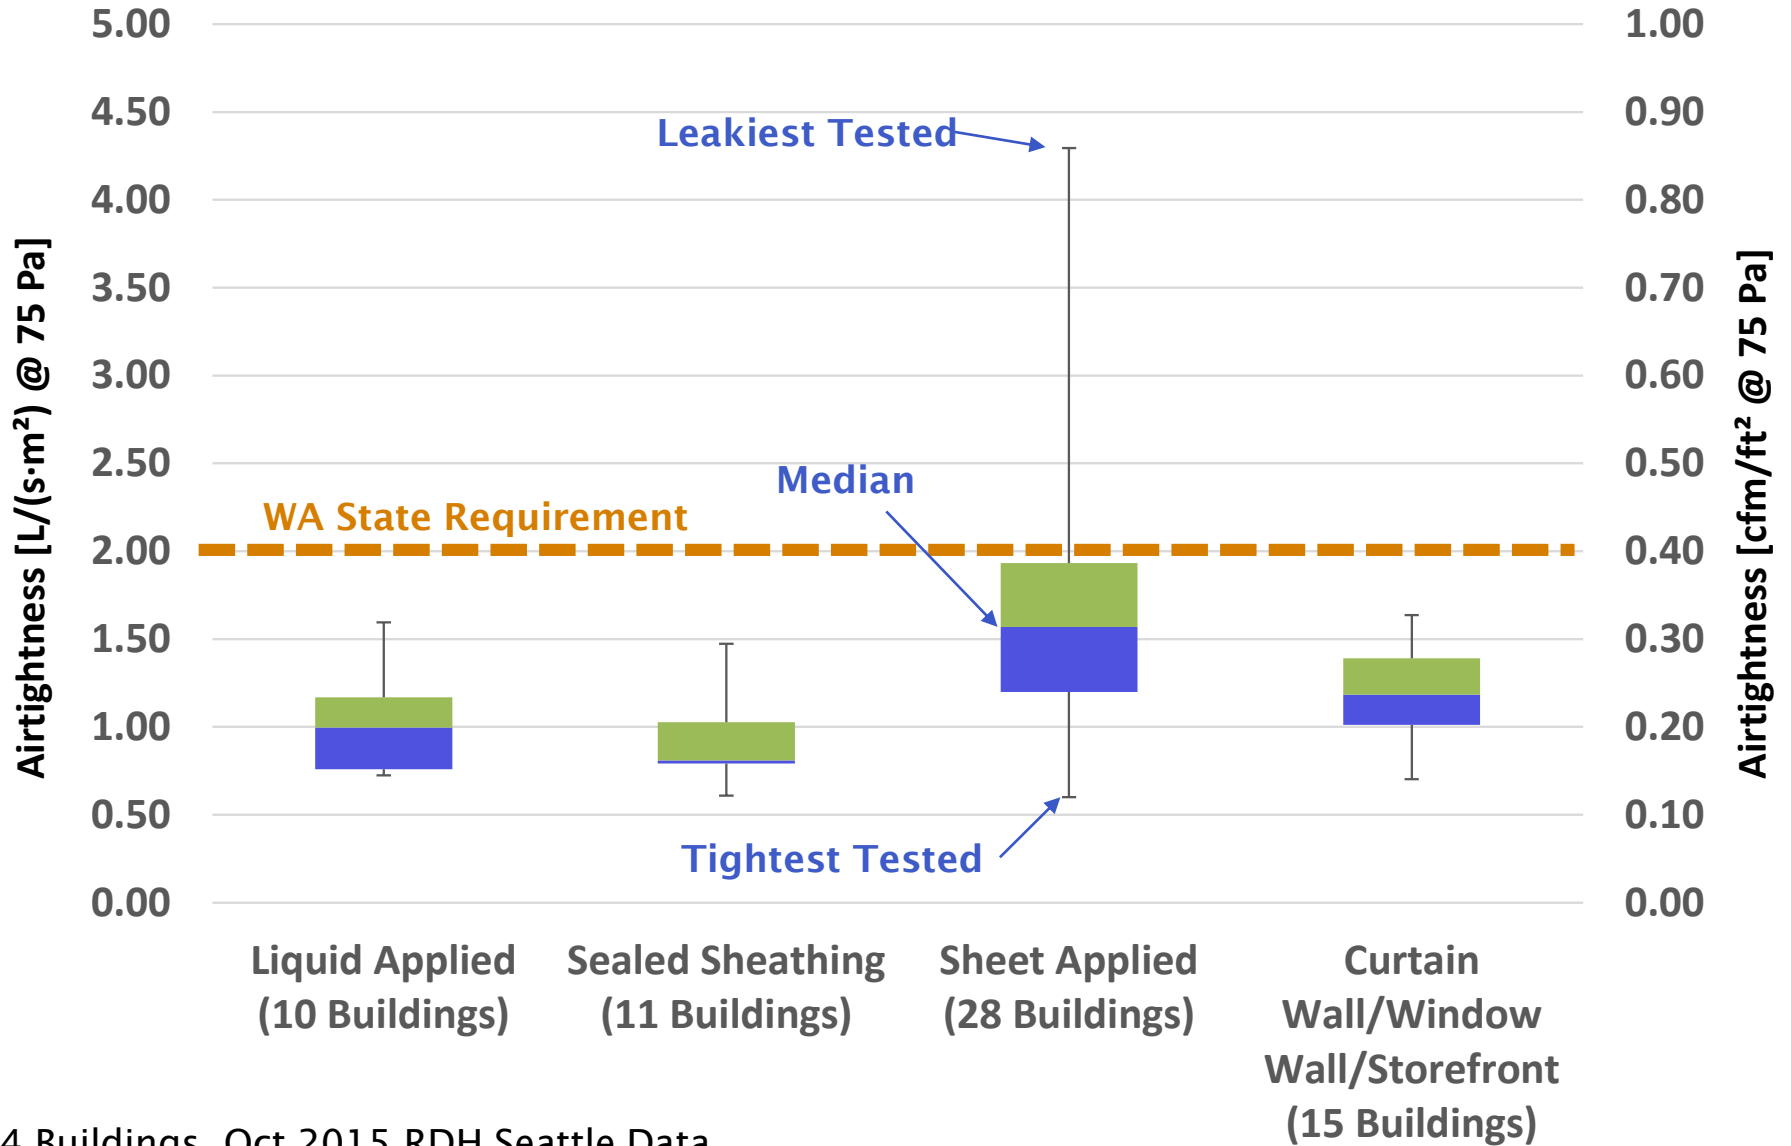 5.00
4.50
4.00
3.50
3.00
2.50
2.00
1.50
1.00
0.50
0.00
Airtightness [L/(s·m²) @ 75 Pa]
1.00
0.90
0.80
0.70
0.60
0.50
0.40
0.30
0.20
0.10
0.00
Airtightness [cfm/ft² @ 75 Pa]
Leakiest Tested
Median
WA State Requirement
Tightest Tested
Liquid Applied
(10 Buildings)
Sealed Sheathing
(11 Buildings)
Sheet Applied
(28 Buildings)
Curtain
Wall/Window
Wall/Storefront
(15 Buildings)
4 Buildings, Oct 2015 RDH Seattle Data